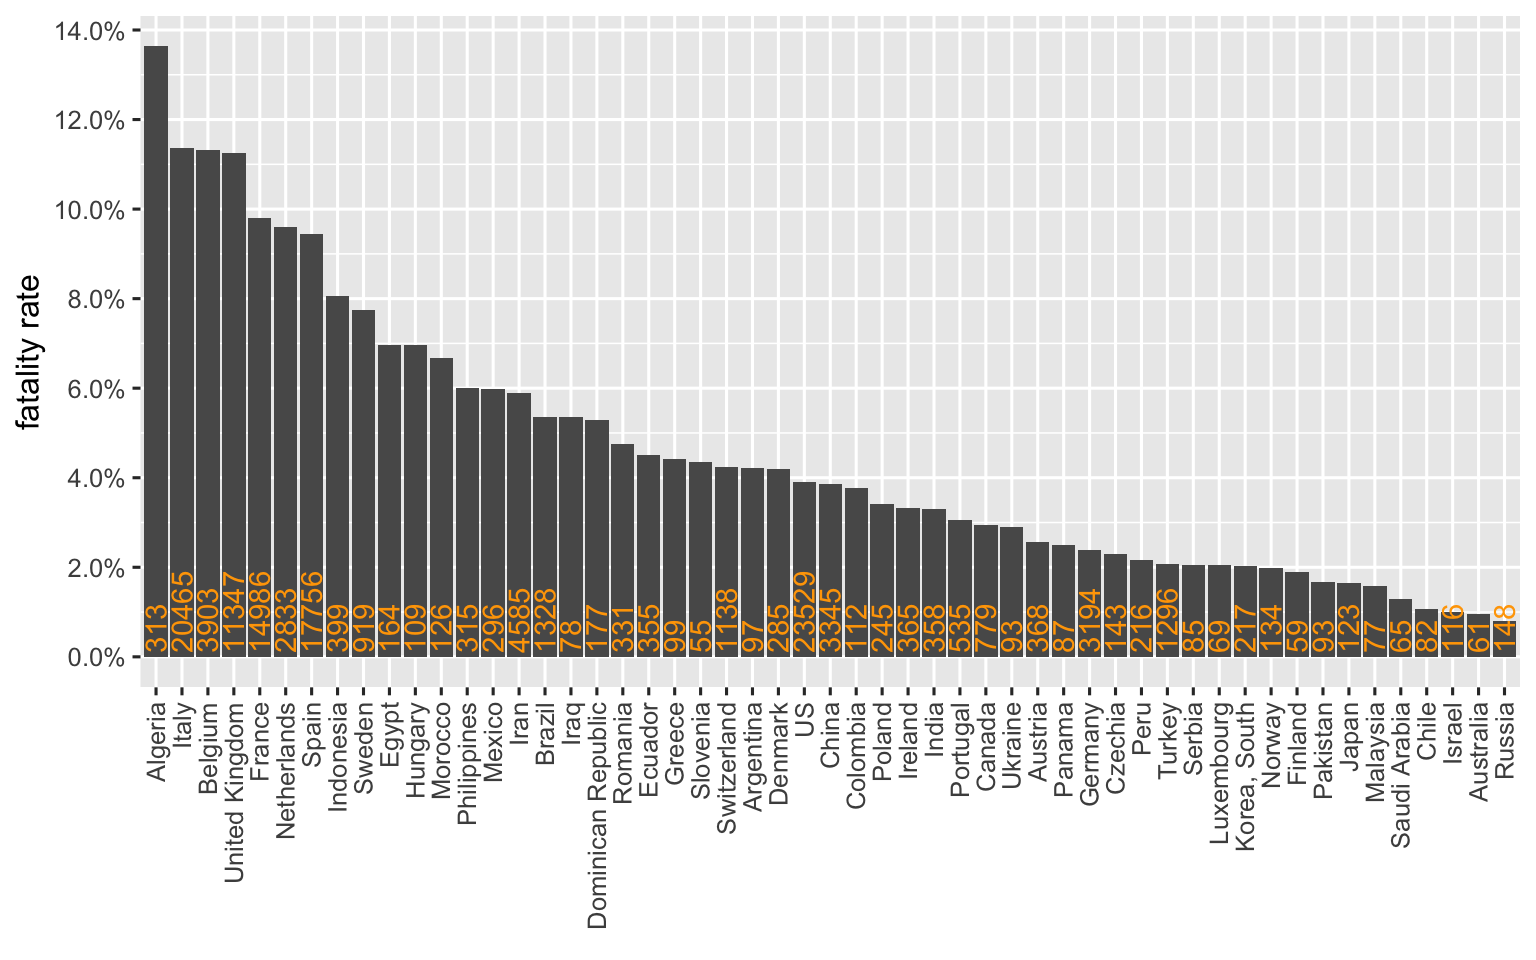 14.0%
12.0%
10.0%
8.0%
6.0%
4.0%
2.0%
0.0%
fatality rate
313
20465
3903
11347
14986
2833
17756
399
919
164
109
126
315
296
4585
1328
78
177
331
355
99
55
1138
97
285
23529
3345
112
245
365
358
535
779
93
368
87
3194
143
216
1296
85
69
217
134
59
93
123
77
65
82
116
61
148
Algeria
Italy
Belgium
United Kingdom
France
Netherlands
Spain
Indonesia
Sweden
Egypt
Hungary
Morocco
Philippines
Mexico
Iran
Brazil
Iraq
Dominican Republic
Romania
Ecuador
Greece
Slovenia
Switzerland
Argentina
Denmark
US
China
Colombia
Poland
Ireland
India
Portugal
Canada
Ukraine
Austria
Panama
Germany
Czechia
Peru
Turkey
Serbia
Luxembourg
Korea, South
Norway
Finland
Pakistan
Japan
Malaysia
Saudi Arabia
Chile
Israel
Australia
Russia